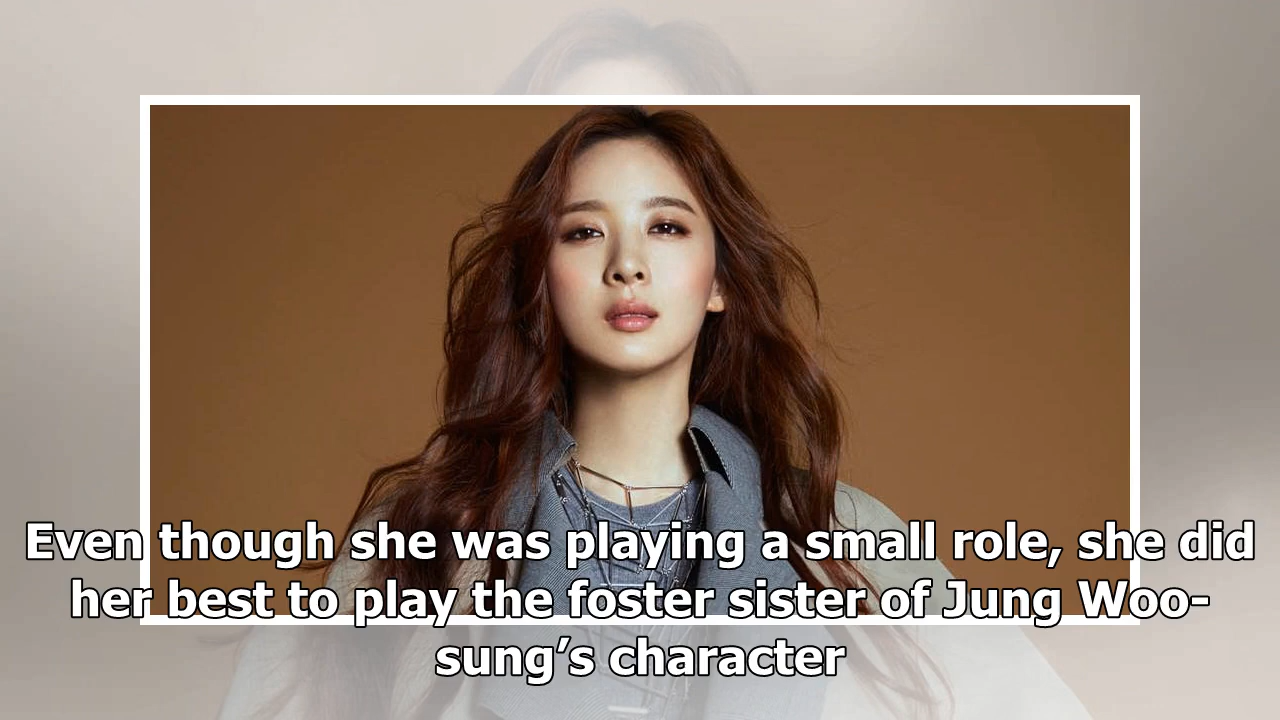 Even though she was playing a small role, she did
her best to play the foster sister of Jung Woo-
sung’s character